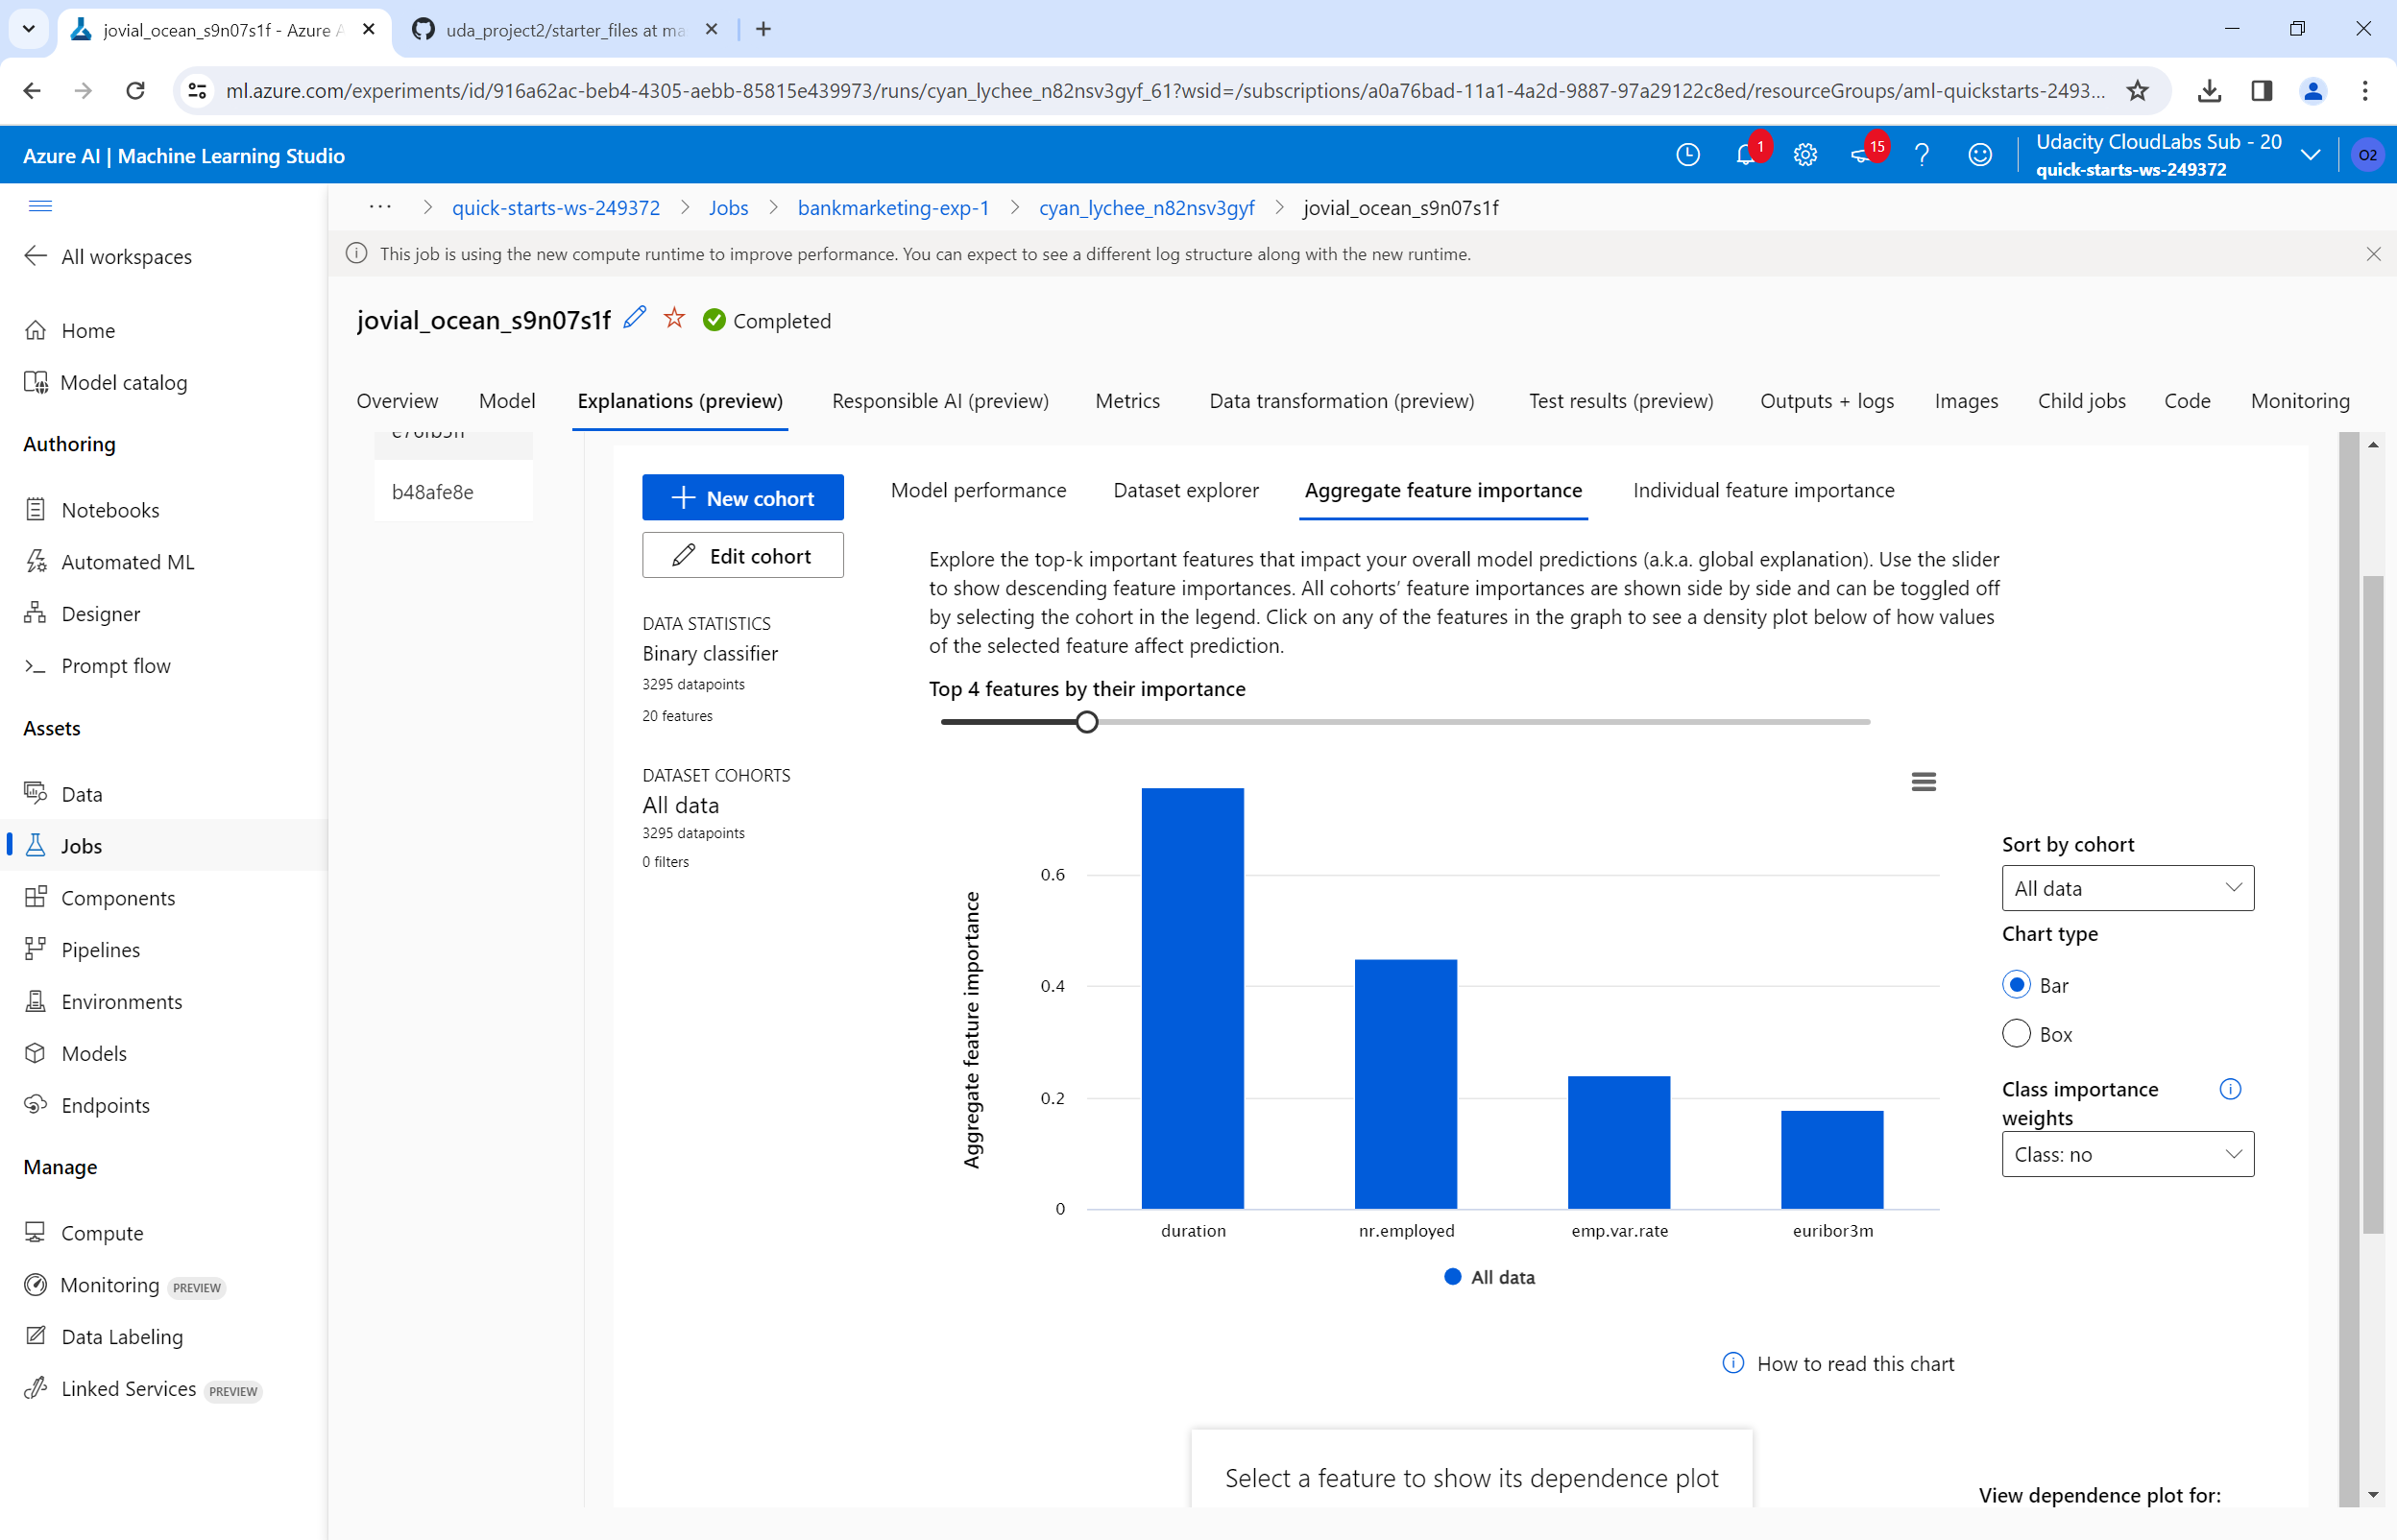 jovial_ocean_s9n07s1f - Azure A
uda_project2/starter_files at ma
ml.azure.com/experiments/id/916a62ac-beb4-4305-aebb-85815e439973/runs/cyan_lychee_n82nsv3gyf_61?wsid=/subscriptions/a0a76bad-11a1-4a2d-9887-97a29122c8ed/resourceGroups/aml-quickstarts-2493...
Azure AI | Machine Learning Studio
1
15
Udacity CloudLabs Sub - 20
quick-starts-ws-249372
O2
All workspaces
Home
Model catalog
Authoring
Notebooks
Automated ML
Designer
Prompt flow
Assets
Data
Jobs
Components
Pipelines
Environments
Models
Endpoints
Manage
Compute
Monitoring PREVIEW
Data Labeling
Linked Services PREVIEW
··· > quick-starts-ws-249372 > Jobs > bankmarketing-exp-1 > cyan_lychee_n82nsv3gyf > jovial_ocean_s9n07s1f
This job is using the new compute runtime to improve performance. You can expect to see a different log structure along with the new runtime.
jovial_ocean_s9n07s1f Completed
Overview Model Explanations (preview) Responsible AI (preview) Metrics Data transformation (preview) Test results (preview) Outputs + logs Images Child jobs Code Monitoring
b48afe8e
New cohort
Edit cohort
DATA STATISTICS
Binary classifier
3295 datapoints
20 features
DATASET COHORTS
All data
3295 datapoints
0 filters
Model performance Dataset explorer Aggregate feature importance Individual feature importance
Explore the top-k important features that impact your overall model predictions (a.k.a. global explanation). Use the slider
to show descending feature importances. All cohorts’ feature importances are shown side by side and can be toggled off
by selecting the cohort in the legend. Click on any of the features in the graph to see a density plot below of how values
of the selected feature affect prediction.
Top 4 features by their importance
Aggregate feature importance
0.6
0.4
0.2
0
duration nr.employed emp.var.rate euribor3m
All data
Sort by cohort
All data
Chart type
Bar
Box
Class importance
weights
Class: no
How to read this chart
Select a feature to show its dependence plot
View dependence plot for: